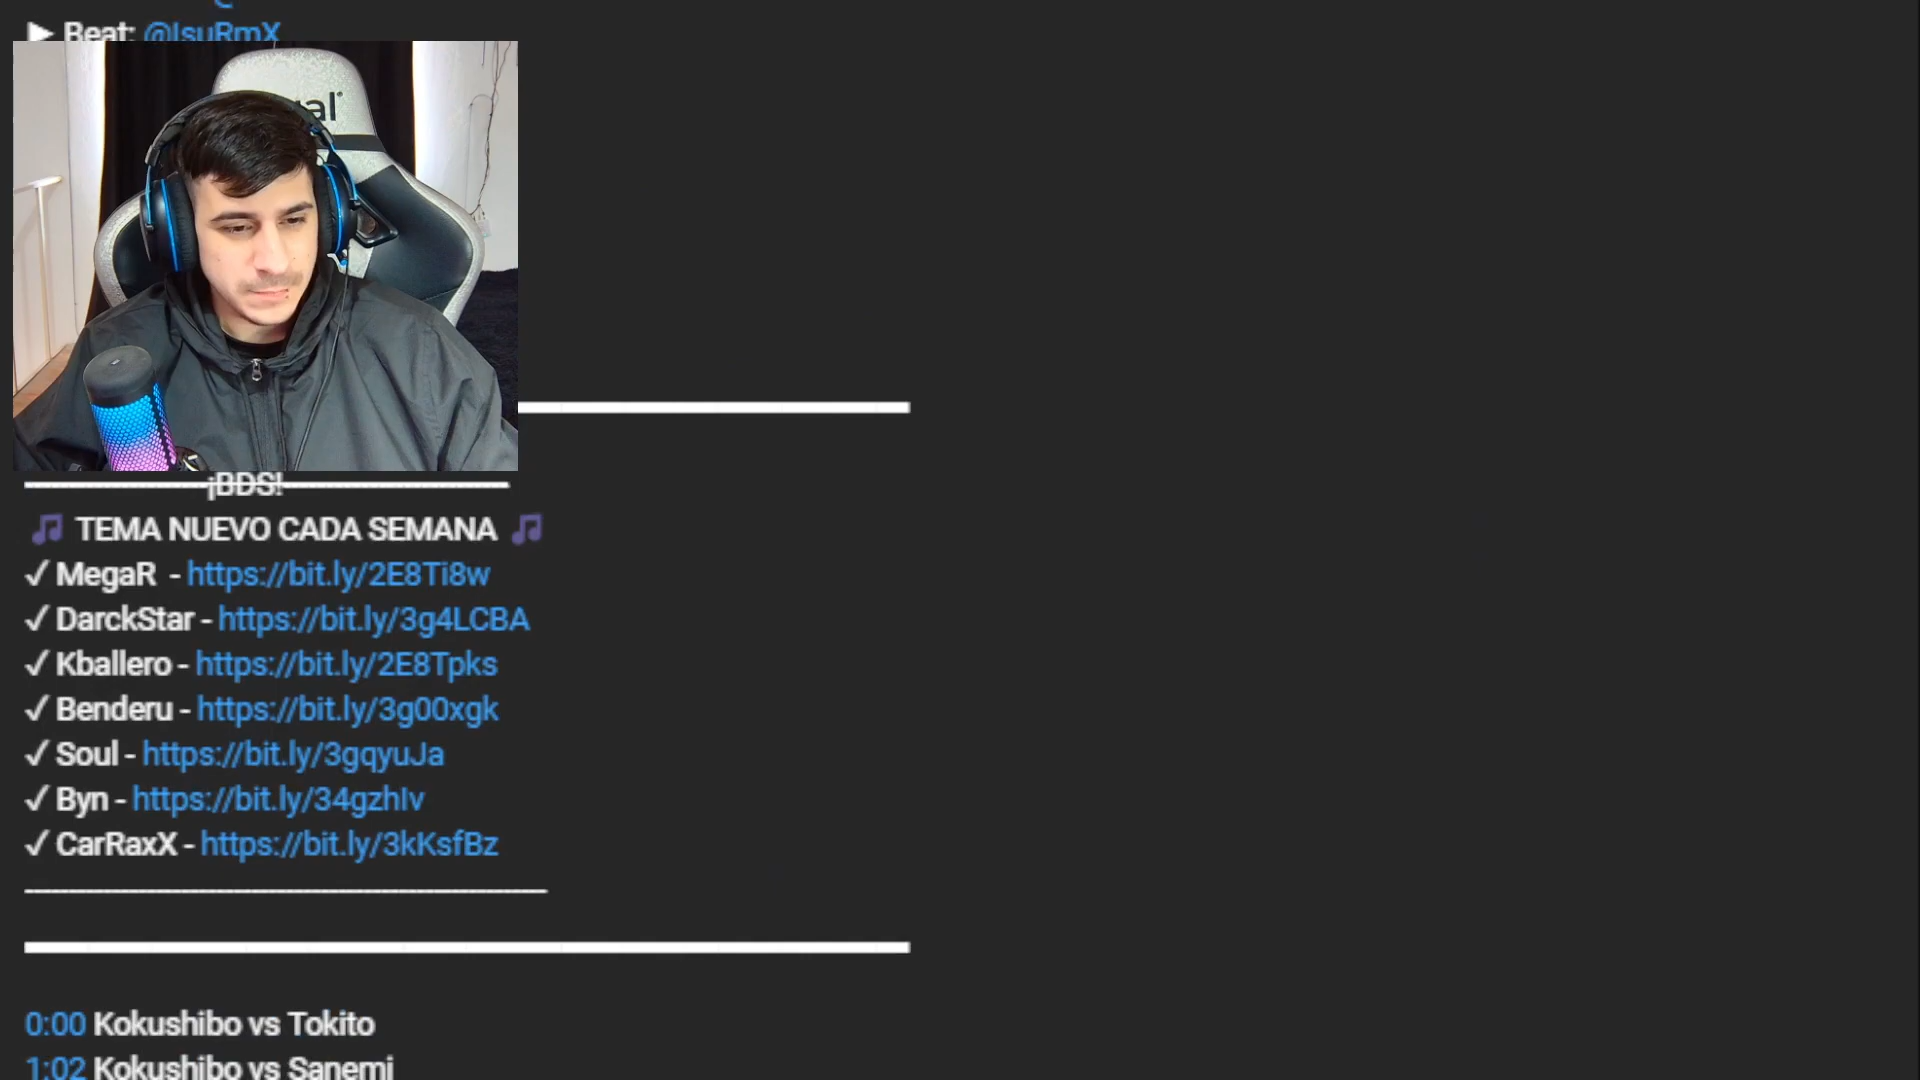 ▶ Beat: @IsuRmX
¡BDS!
🎵 TEMA NUEVO CADA SEMANA 🎵
✓ MegaR - https://bit.ly/2E8Ti8w
✓ DarckStar - https://bit.ly/3g4LCBA
✓ Kballero - https://bit.ly/2E8Tpks
✓ Benderu - https://bit.ly/3g00xgk
✓ Soul - https://bit.ly/3gqyuJa
✓ Byn - https://bit.ly/34gzhIv
✓ CarRaxX - https://bit.ly/3kKsfBz
0:00 Kokushibo vs Tokito
1:02 Kokushibo vs Sanemi